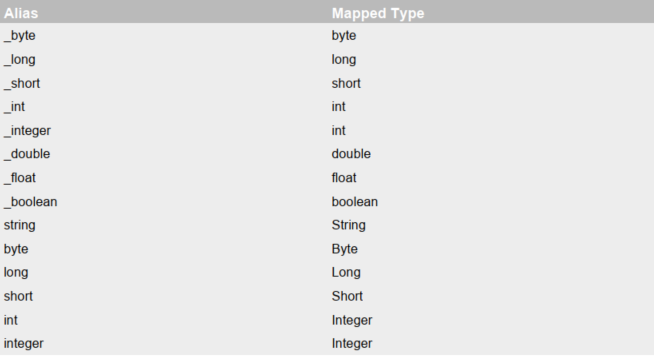 Alias Mapped Type
_byte byte
_long long
_short short
_int int
_integer int
_double double
_float float
_boolean boolean
string String
byte Byte
long Long
short Short
int Integer
integer Integer